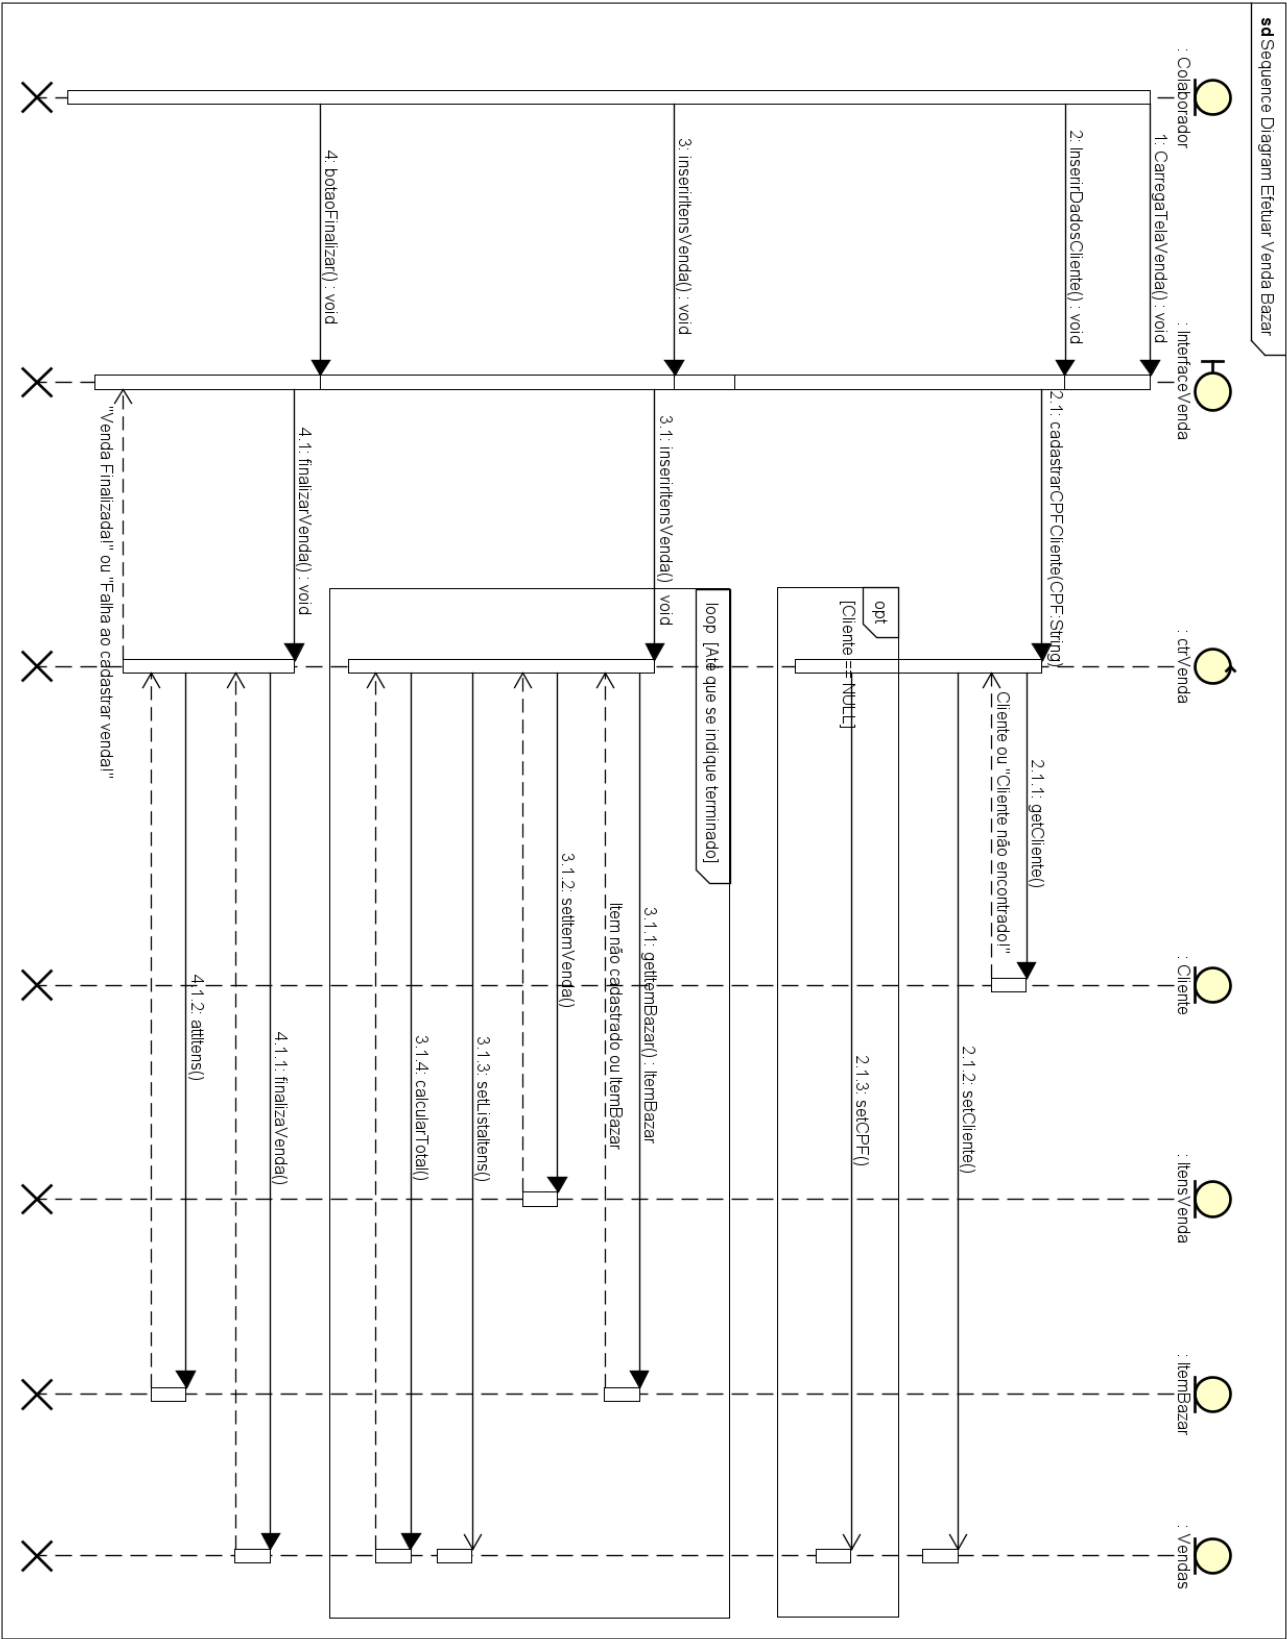 sd Sequence Diagram Efetuar Venda Bazar
: Colaborador
: InterfaceVenda
: ctrVenda
: Cliente
: ItensVenda
: ItemBazar
: Vendas
1: CarregaTelaVenda() : void
2: InserirDadosCliente() : void
2.1: cadastrarCPFCliente(CPF:String)
2.1.1: getCliente()
Cliente ou "Cliente não encontrado!"
2.1.2: setCliente()
opt
[Cliente == NULL]
2.1.3: setCPF()
loop [Até que se indique terminado]
3: inserirItensVenda() : void
3.1: inserirItensVenda() void
3.1.1: getItemBazar() : ItemBazar
Item não cadastrado ou ItemBazar
3.1.2: setItemVenda()
3.1.3: setListaItens()
3.1.4: calcularTotal()
4: botaoFinalizar() : void
4.1: finalizarVenda() : void
4.1.1: finalizaVenda()
4.1.2: attItens()
"Venda Finalizada!" ou "Falha ao cadastrar venda!"